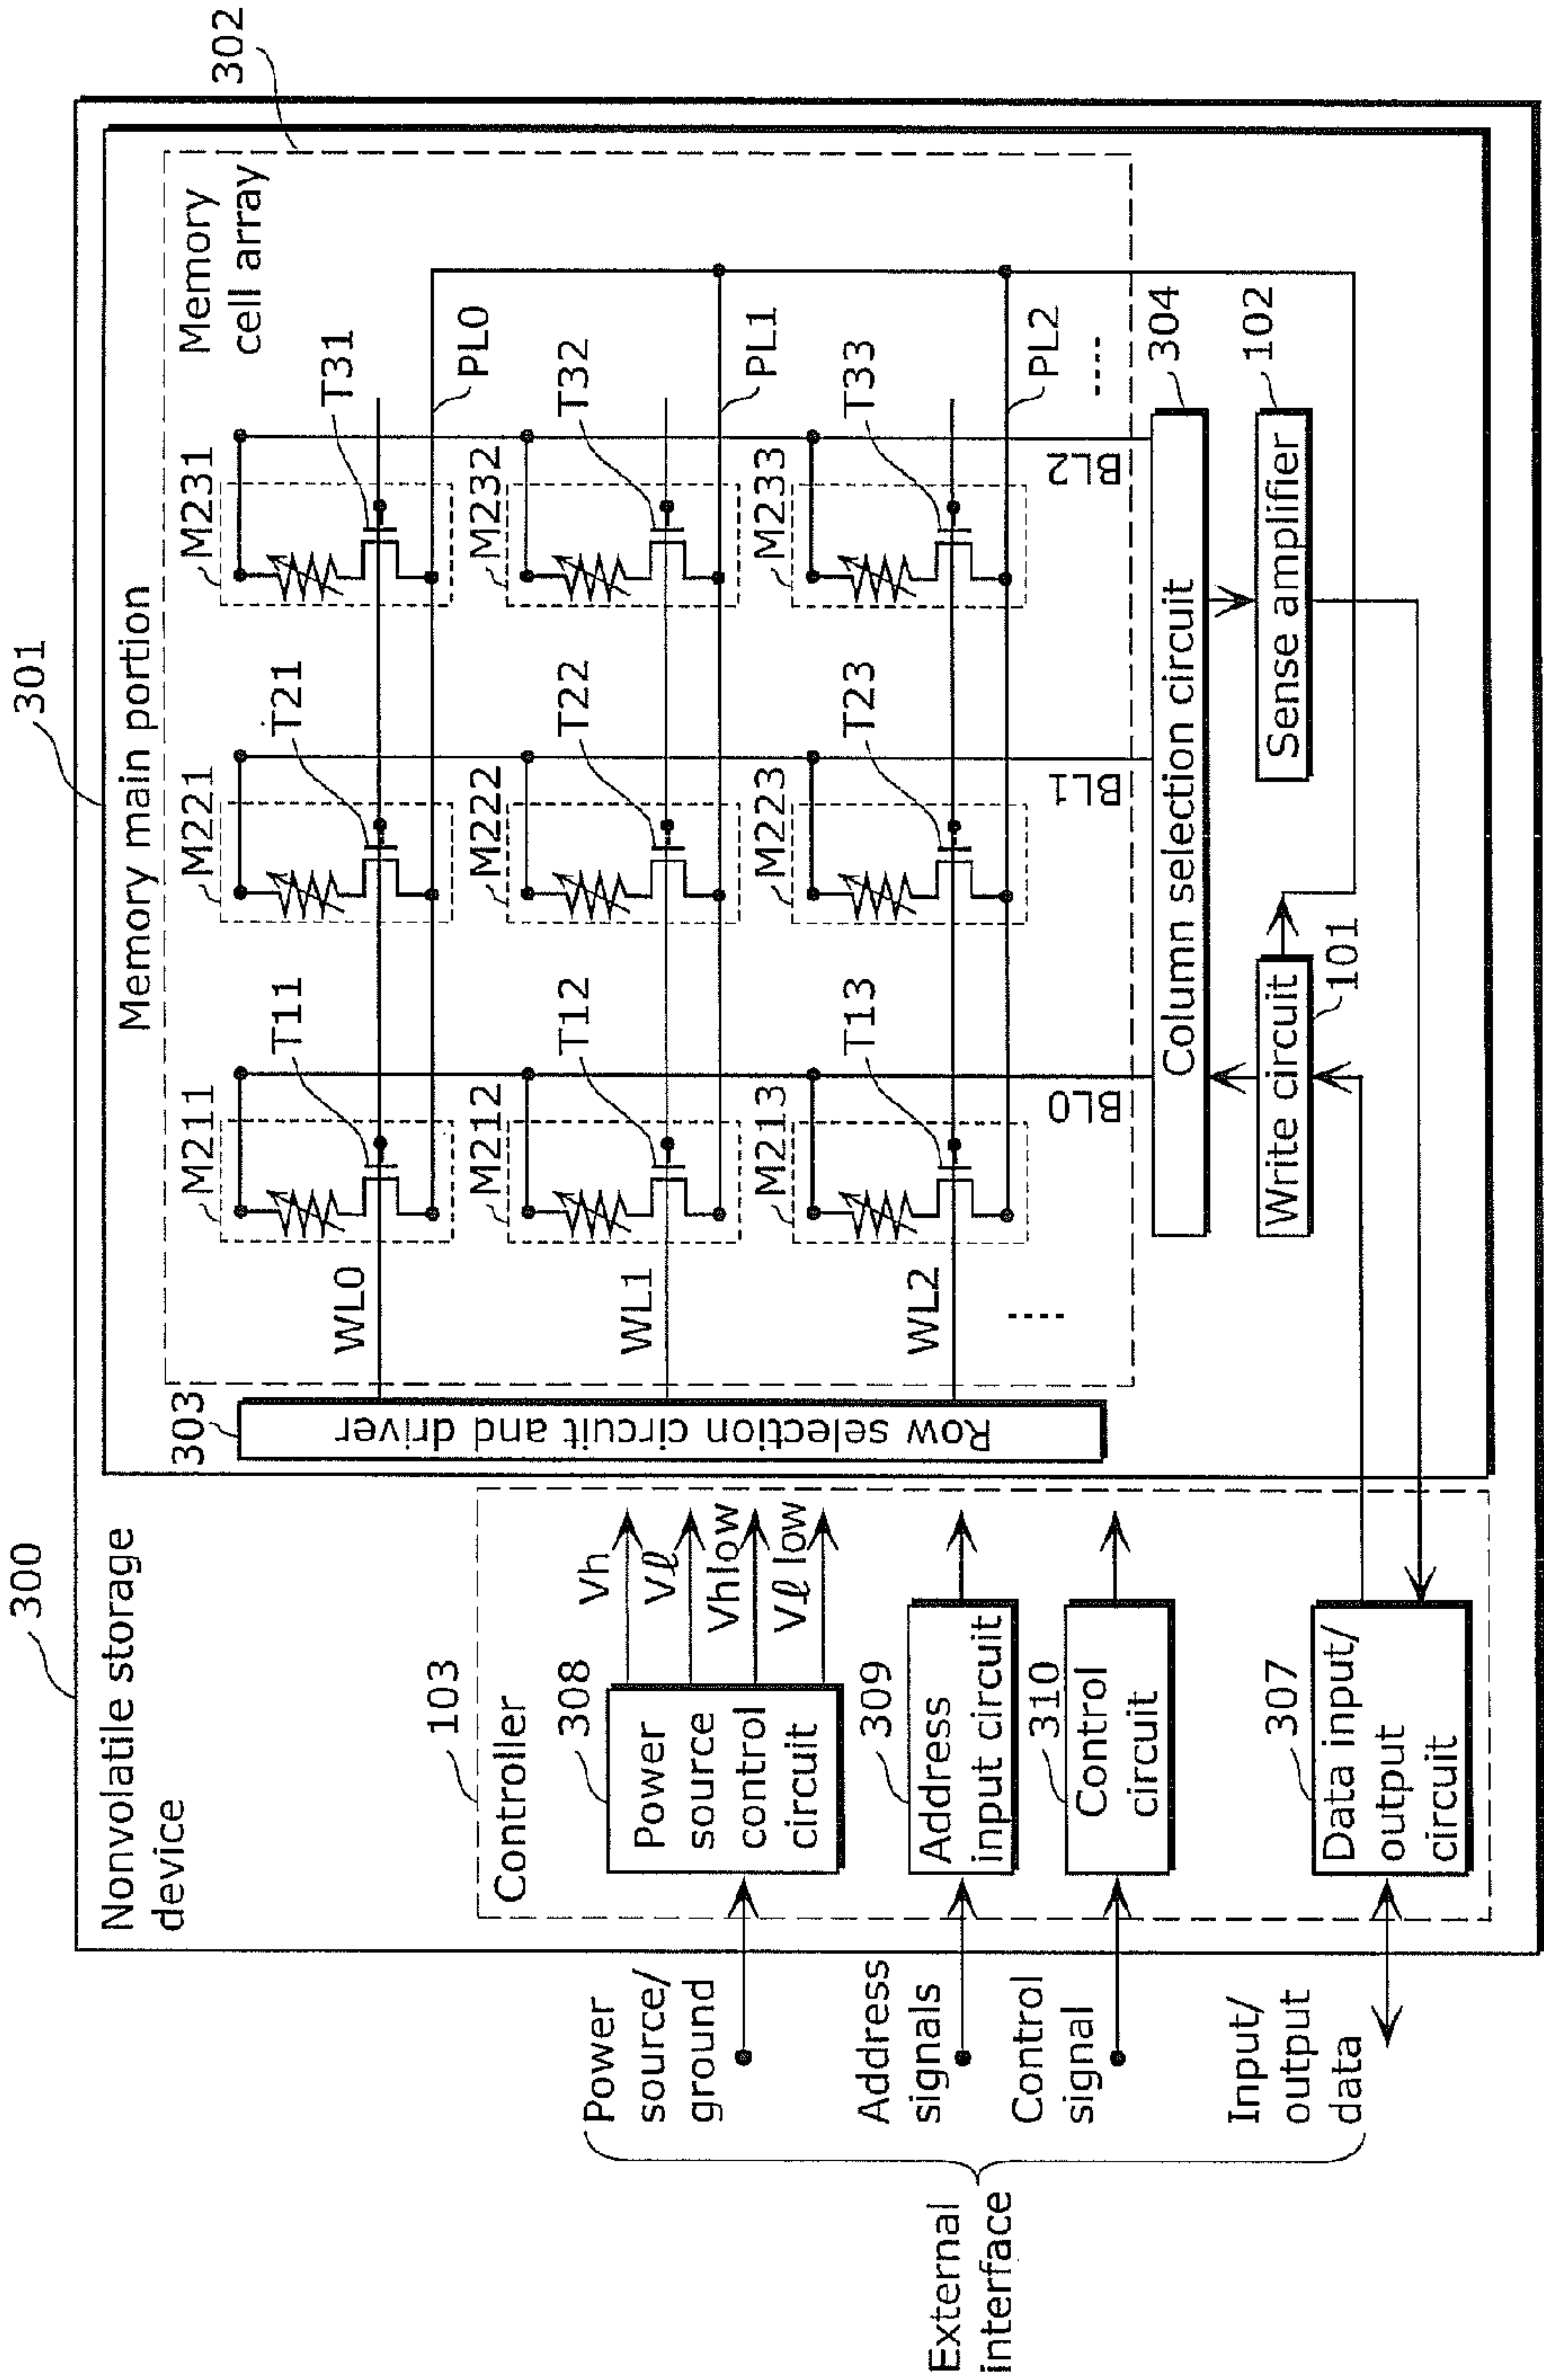 300
Nonvolatile storage
device
301
Memory main portion
302
Memory
cell array
303
Row selection circuit and driver
M211
T11
M221
T21
M231
T31
WL0
PL0
M212
T12
M222
T22
M232
T32
WL1
PL1
M213
T13
M223
T23
M233
T33
WL2
PL2
....
....
BL0
BL1
BL2
Column selection circuit
304
Write circuit
101
Sense amplifier
102
103
Controller
308
Power
source
control
circuit
Vh
Vℓ
Vhlow
Vℓ low
309
Address
input circuit
310
Control
circuit
307
Data input/
output
circuit
External
interface
Power
source/
ground
Address
signals
Control
signal
Input/
output
data